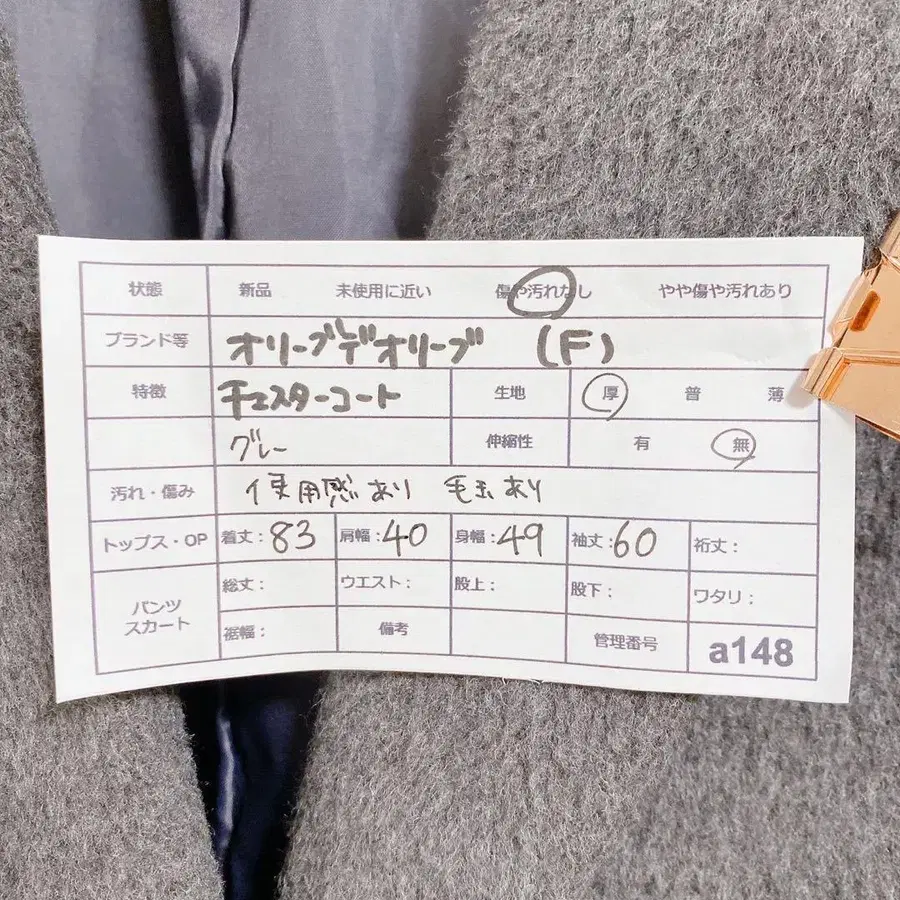 状態 新品 未使用に近い 傷や汚れなし やや傷や汚れあり
ブランド等 オリーブデオリーブ (F)
特徴 チェスターコート 生地 厚 普 薄
グレー 伸縮性 有 無
汚れ・傷み 使用感あり 毛玉あり
トップス・OP 着丈:83 肩幅:40 身幅:49 袖丈:60 裄丈:
パンツ スカート 総丈: ウエスト: 股上: 股下: ワタリ:
裾幅: 備考 管理番号 a148